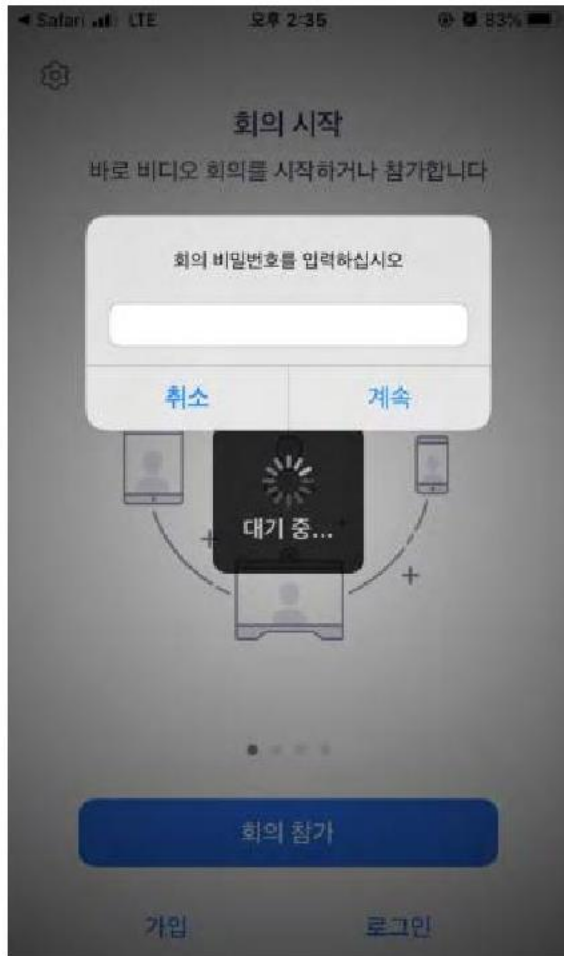 ◀ Safari LTE 오후 2:35 83%
회의 시작
바로 비디오 회의를 시작하거나 참가합니다
회의 비밀번호를 입력하십시오
취소 계속
대기 중...
회의 참가
가입 로그인